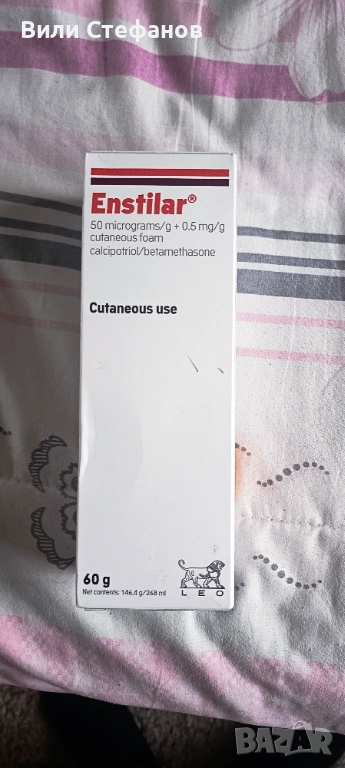 Вили Стефанов
Enstilar®
50 micrograms/g + 0.5 mg/g
cutaneous foam
calcipotriol/betamethasone
Cutaneous use
60 g
Net contents: 146.4 g/268 ml
LEO
BAZAR